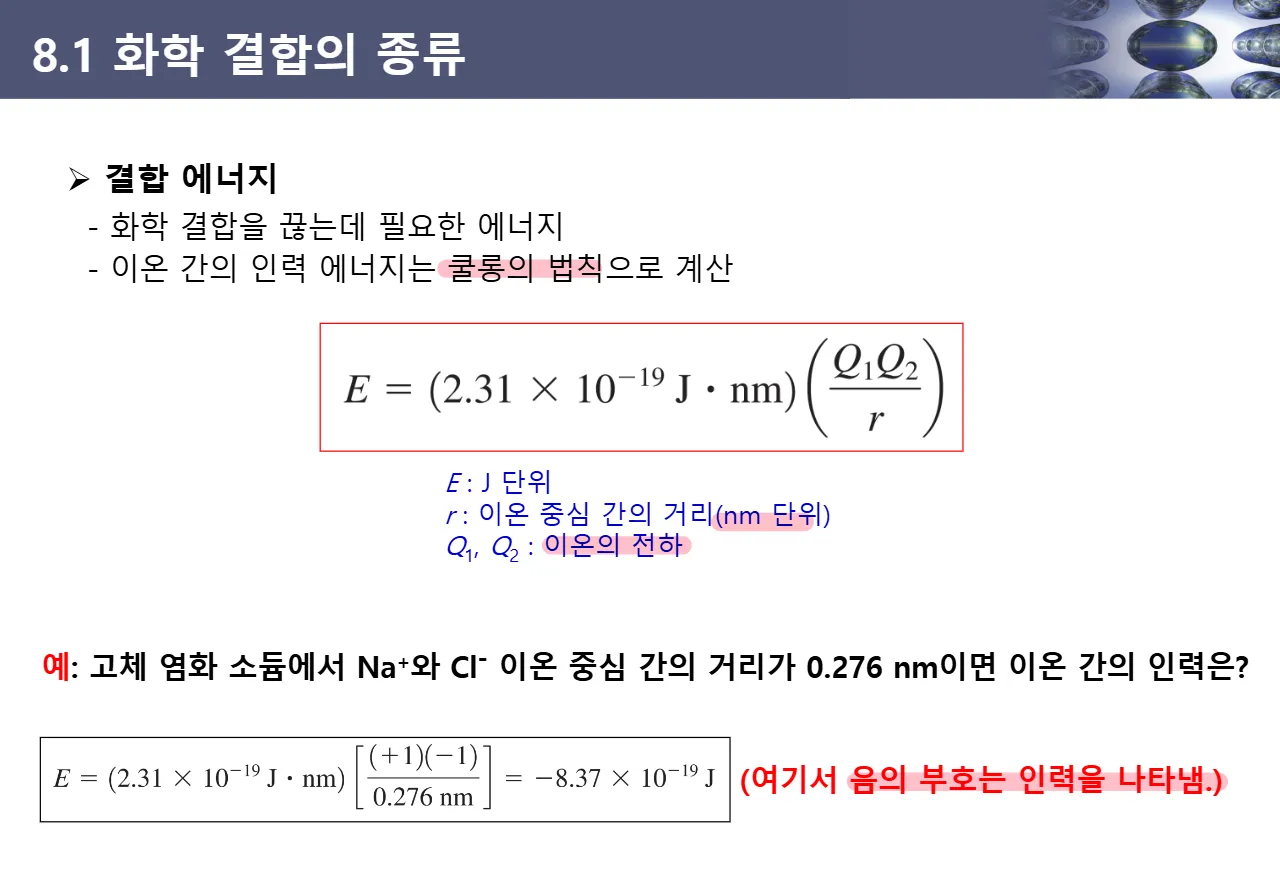 8.1 화학 결합의 종류
➢ 결합 에너지
- 화학 결합을 끊는데 필요한 에너지
- 이온 간의 인력 에너지는 쿨롱의 법칙으로 계산
E = (2.31 × 10⁻¹⁹ J · nm)(Q₁Q₂/r)
E : J 단위
r : 이온 중심 간의 거리(nm 단위)
Q₁, Q₂ : 이온의 전하
예: 고체 염화 소듐에서 Na⁺와 Cl⁻ 이온 중심 간의 거리가 0.276 nm이면 이온 간의 인력은?
E = (2.31 × 10⁻¹⁹ J · nm) [(+1)(−1)/0.276 nm] = −8.37 × 10⁻¹⁹ J (여기서 음의 부호는 인력을 나타냄.)